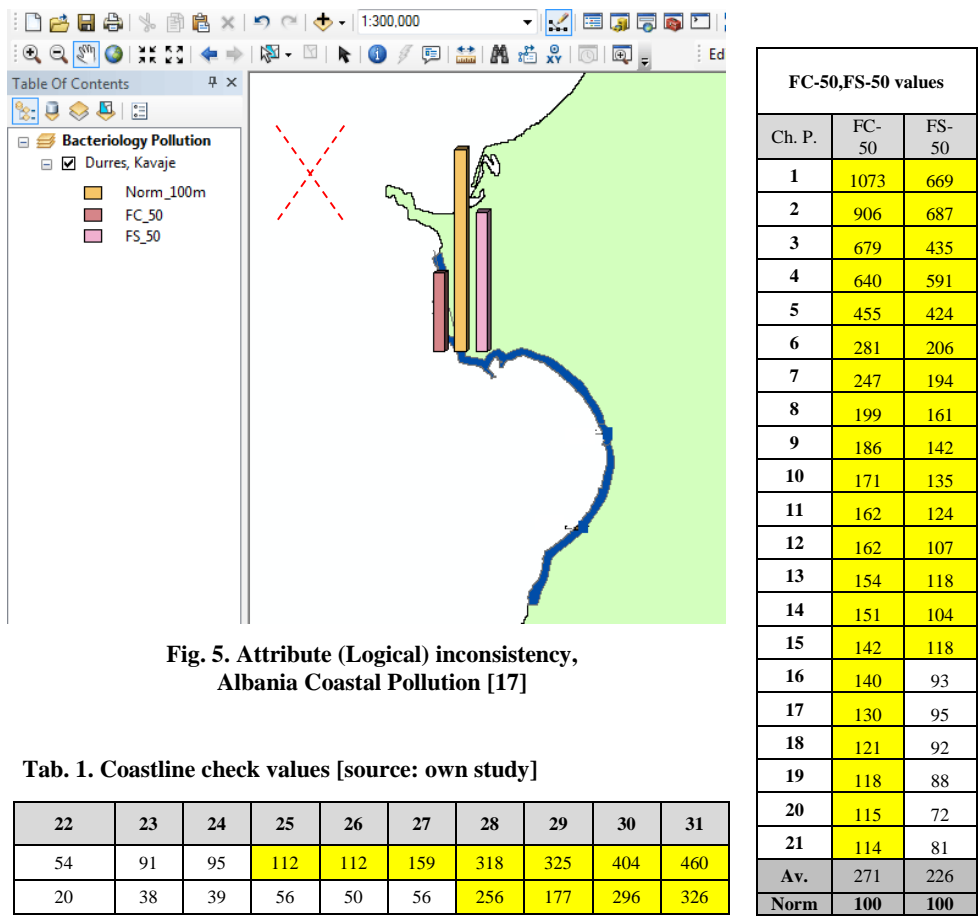 1:300,000
Ed
Table Of Contents
Bacteriology Pollution
Durres, Kavaje
Norm_100m
FC_50
FS_50
Fig. 5. Attribute (Logical) inconsistency,
Albania Coastal Pollution [17]
Tab. 1. Coastline check values [source: own study]
22 23 24 25 26 27 28 29 30 31
54 91 95 112 112 159 318 325 404 460
20 38 39 56 50 56 256 177 296 326
FC-50,FS-50 values
Ch. P. FC-50 FS-50
1 1073 669
2 906 687
3 679 435
4 640 591
5 455 424
6 281 206
7 247 194
8 199 161
9 186 142
10 171 135
11 162 124
12 162 107
13 154 118
14 151 104
15 142 118
16 140 93
17 130 95
18 121 92
19 118 88
20 115 72
21 114 81
Av. 271 226
Norm 100 100